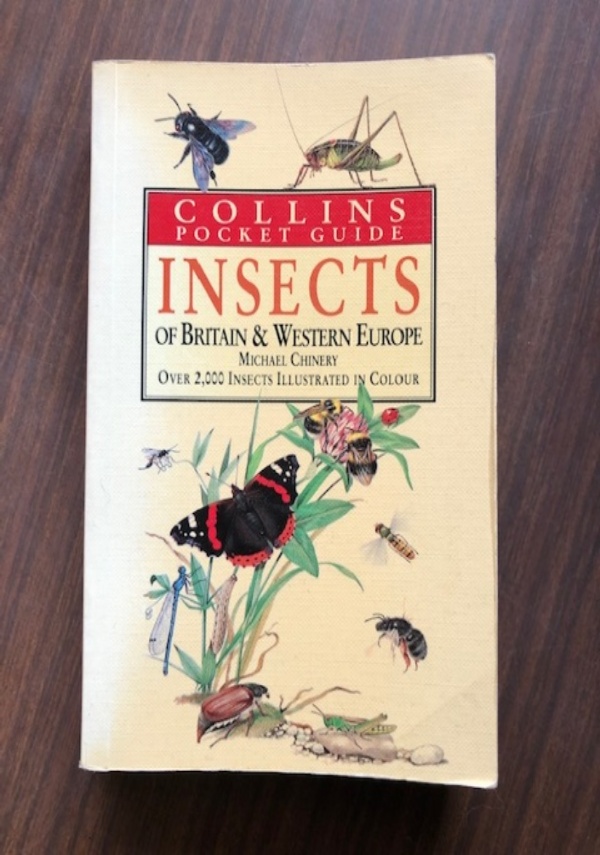 COLLINS
POCKET GUIDE
INSECTS
OF BRITAIN & WESTERN EUROPE
MICHAEL CHINERY
OVER 2,000 INSECTS ILLUSTRATED IN COLOUR